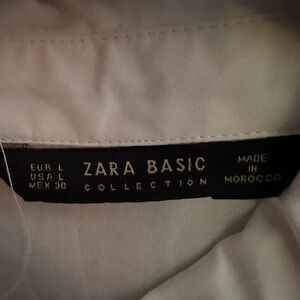 EUR L
USA L
MEX 30
ZARA BASIC
COLLECTION
MADE
IN
MOROCCO